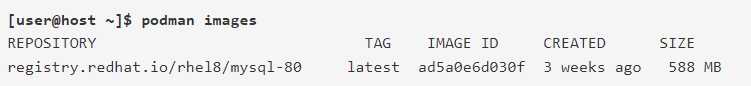 [user@host ~]$ podman images
REPOSITORY TAG IMAGE ID CREATED SIZE
registry.redhat.io/rhel8/mysql-80 latest ad5a0e6d030f 3 weeks ago 588 MB